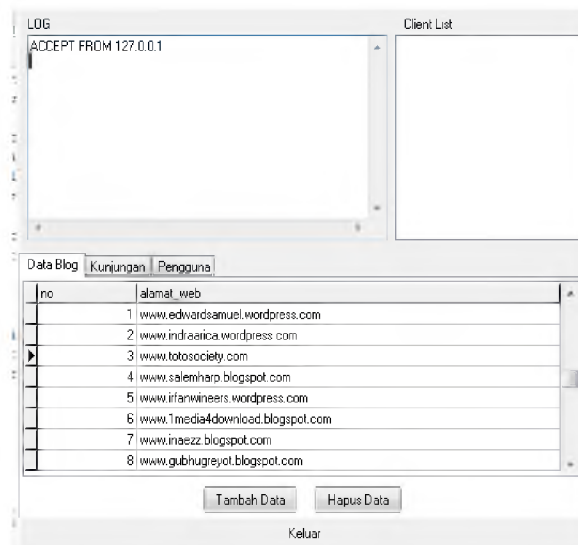 LOG
Client List
ACCEPT FROM 127.0.0.1
Data Blog Kunjungan Pengguna
no alamat_web
1 www.edwardsamuel.wordpress.com
2 www.indraarica.wordpress.com
3 www.totosociety.com
4 www.salemharp.blogspot.com
5 www.irfanwineers.wordpress.com
6 www.1media4download.blogspot.com
7 www.inaezz.blogspot.com
8 www.gubhugreyot.blogspot.com
Tambah Data Hapus Data
Keluar